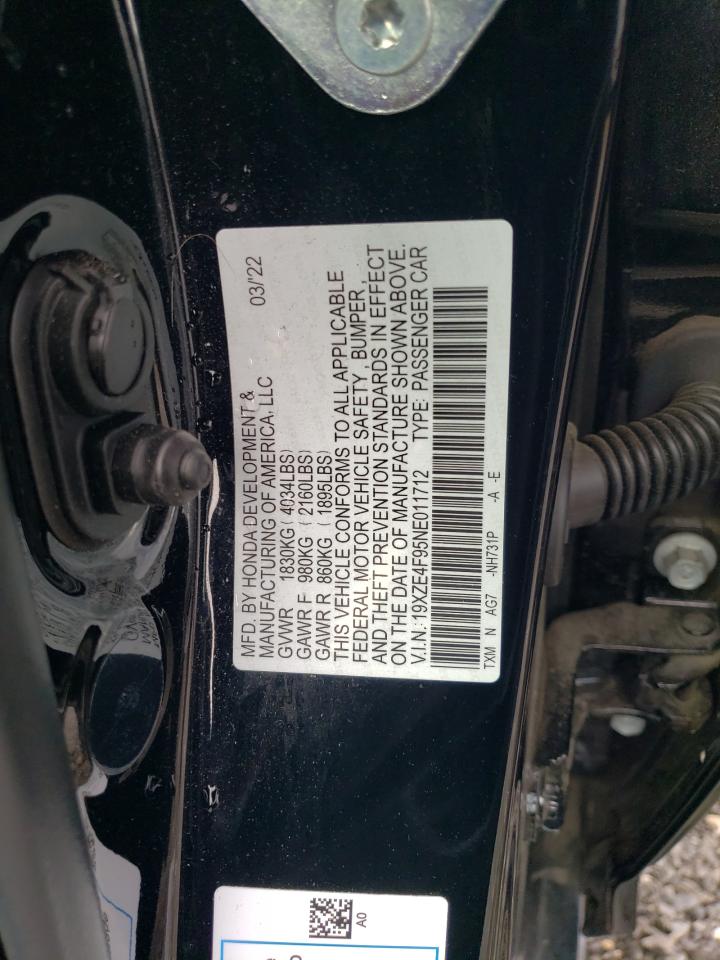 MFD. BY HONDA DEVELOPMENT & 03/'22
MANUFACTURING OF AMERICA, LLC
GVWR 1830KG ( 4034LBS)
GAWR F 980KG ( 2160LBS)
GAWR R 860KG ( 1895LBS)
THIS VEHICLE CONFORMS TO ALL APPLICABLE
FEDERAL MOTOR VEHICLE SAFETY, BUMPER,
AND THEFT PREVENTION STANDARDS IN EFFECT
ON THE DATE OF MANUFACTURE SHOWN ABOVE.
V.I.N.: 19XZE4F95NE011712 TYPE: PASSENGER CAR
TXM N AG7 -NH731P -A -E
A0